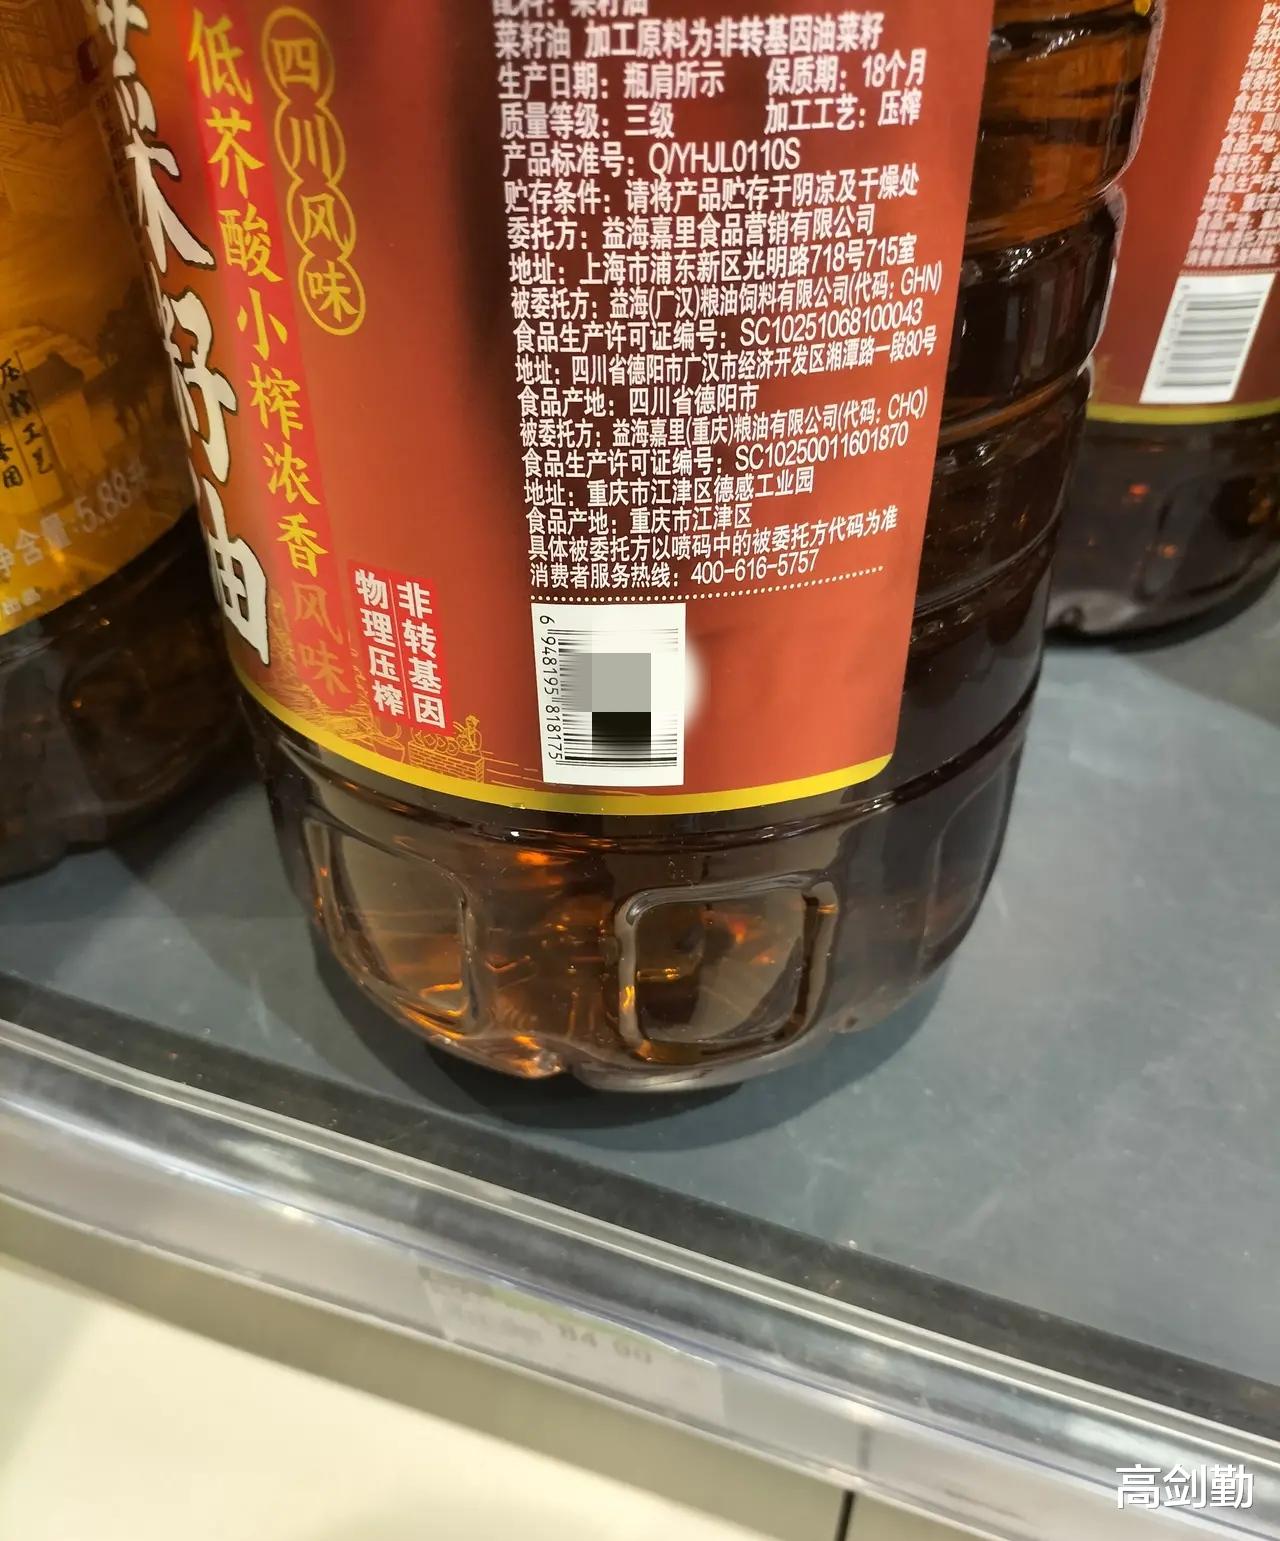 四川风味
低芥酸小榨浓香风味
菜籽油
非转基因
物理压榨
配料：菜籽油
菜籽油 加工原料为非转基因油菜籽
生产日期：瓶肩所示 保质期：18个月
质量等级：三级 加工工艺：压榨
产品标准号：Q/YHJL0110S
贮存条件：请将产品贮存于阴凉及干燥处
委托方：益海嘉里食品营销有限公司
地址：上海市浦东新区光明路718号715室
被委托方：益海(广汉)粮油饲料有限公司(代码：GHN)
食品生产许可证编号：SC10251068100043
地址：四川省德阳市广汉市经济开发区湘潭路一段80号
食品产地：四川省德阳市
被委托方：益海嘉里(重庆)粮油有限公司(代码：CHQ)
食品生产许可证编号：SC10250011601870
地址：重庆市江津区德感工业园
食品产地：重庆市江津区
具体被委托方以喷码中的被委托方代码为准
消费者服务热线：400-616-5757
6 948195 818175
净含量:5.88
高剑勤